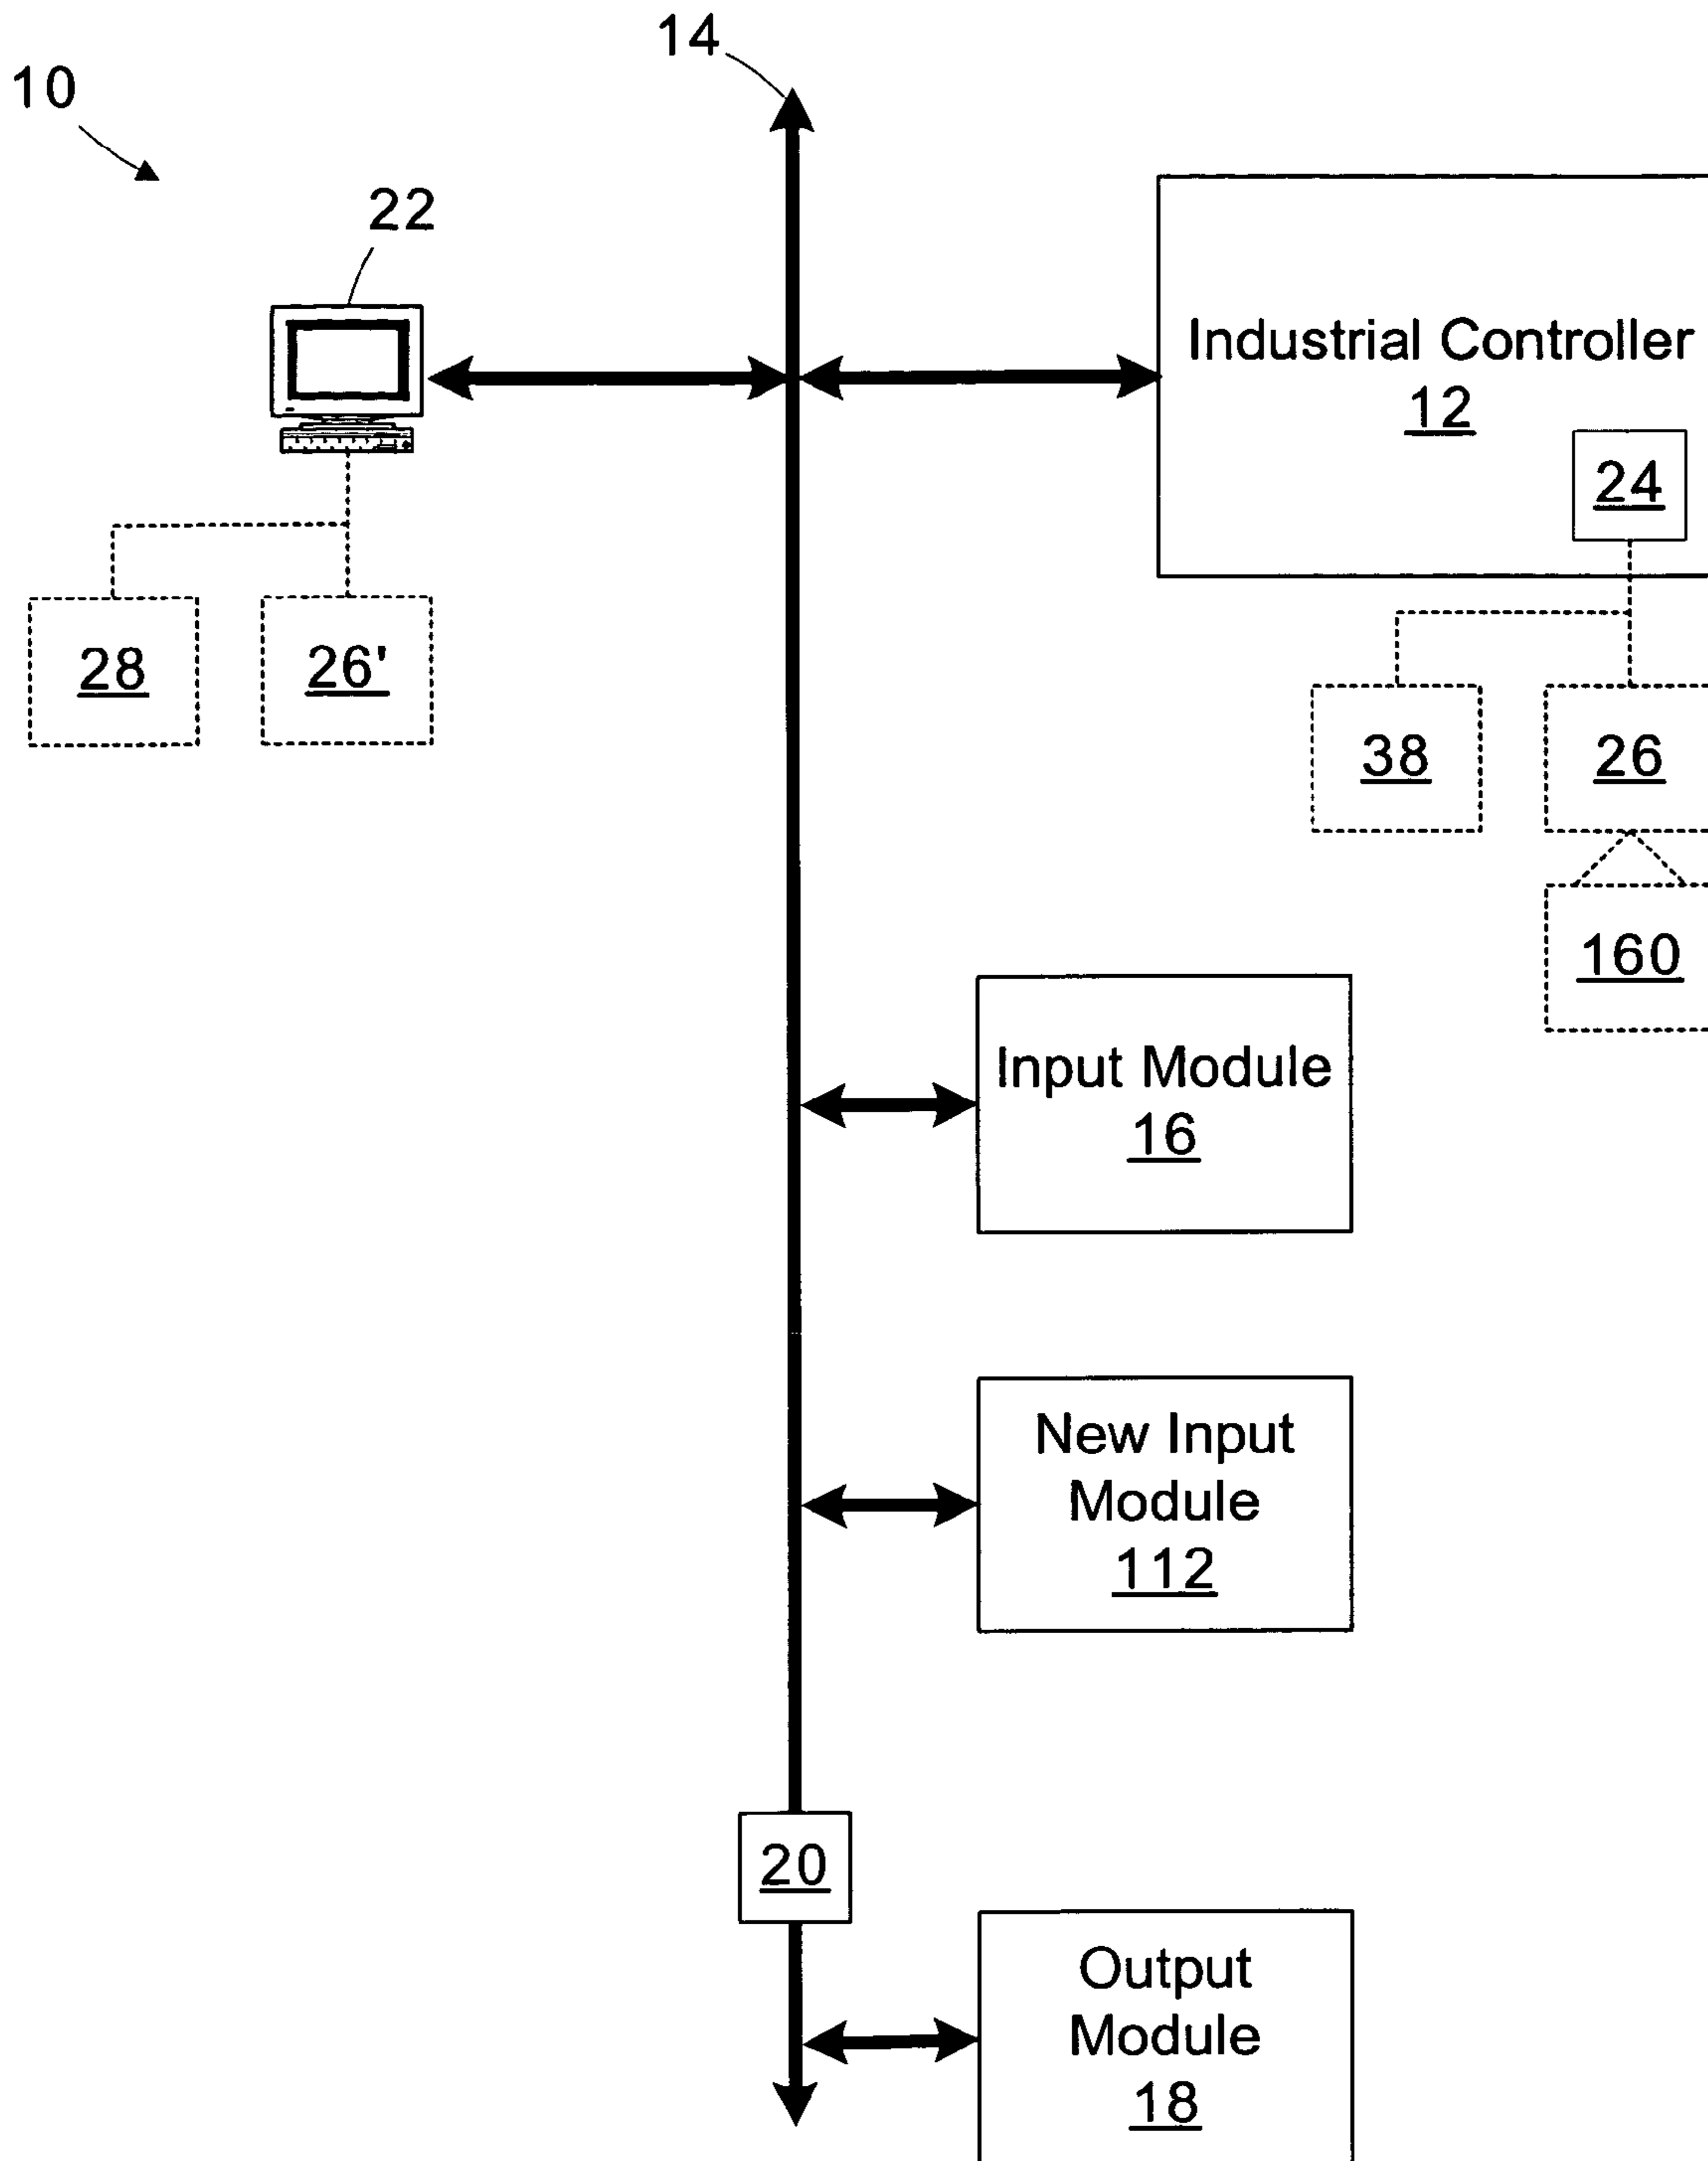 14
10
22
Industrial Controller
12
24
28
26'
38
26
160
Input Module
16
New Input
Module
112
20
Output
Module
18